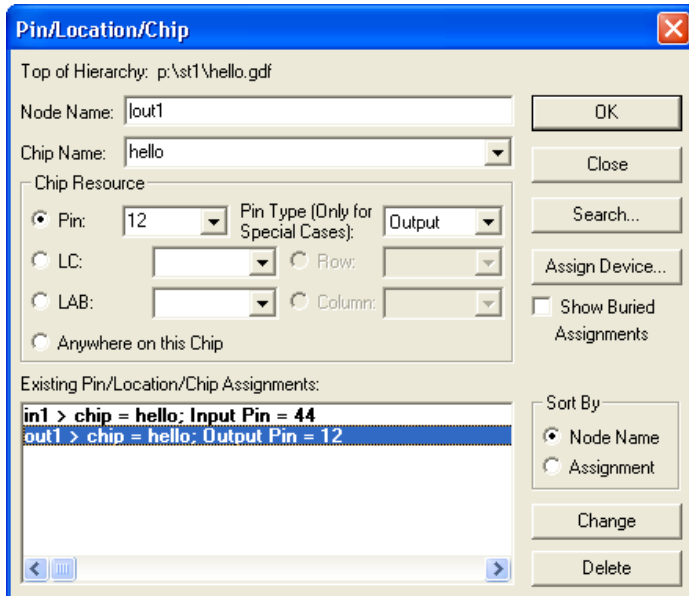 Pin/Location/Chip
Top of Hierarchy: p:\st1\hello.gdf
Node Name: |out1
OK
Chip Name: hello
Close
Chip Resource
Pin: 12
Pin Type (Only for Special Cases): Output
Search...
LC:
Row:
Assign Device...
LAB:
Column:
Show Buried Assignments
Anywhere on this Chip
Existing Pin/Location/Chip Assignments:
in1 > chip = hello; Input Pin = 44
out1 > chip = hello; Output Pin = 12
Sort By
Node Name
Assignment
Change
Delete